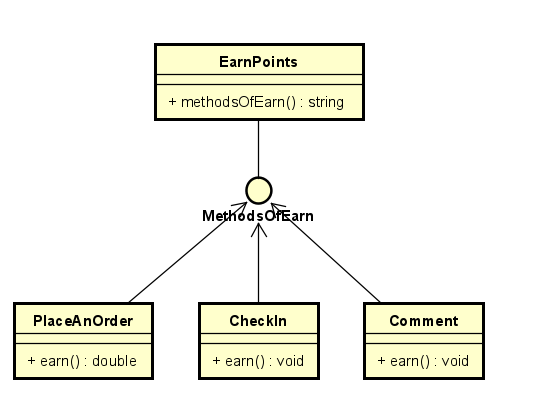 EarnPoints
+ methodsOfEarn() : string
MethodsOfEarn
PlaceAnOrder
+ earn() : double
CheckIn
+ earn() : void
Comment
+ earn() : void